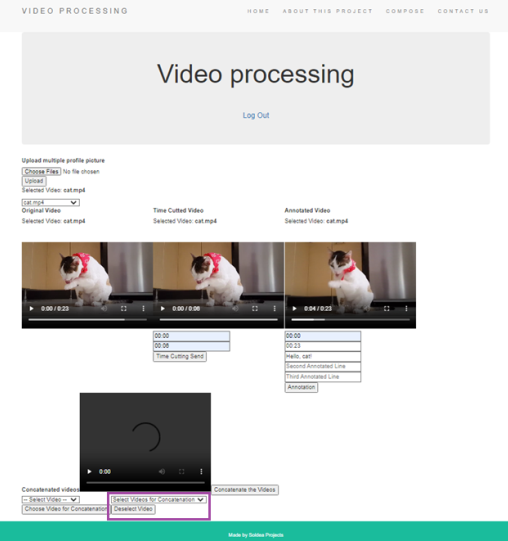 VIDEO PROCESSING
HOME ABOUT THIS PROJECT COMPOSE CONTACT US
Video processing
Log Out
Upload multiple profile picture
Choose Files No file chosen
Upload
Selected Video: cat.mp4
cat.mp4
Original Video Time Cutted Video Annotated Video
Selected Video: cat.mp4 Selected Video: cat.mp4 Selected Video: cat.mp4
0:00 / 0:23 0:00 / 0:06 0:04 / 0:23
00:00 00:00
00:06 00:23
Time Cutting Send Hello, cat!
Second Annotated Line
Third Annotated Line
Annotation
0:00
Concatenated videos Concatenate the Videos
-- Select Video -- Select Videos for Concatenation
Choose Video for Concatenation Deselect Video
Made by Projects